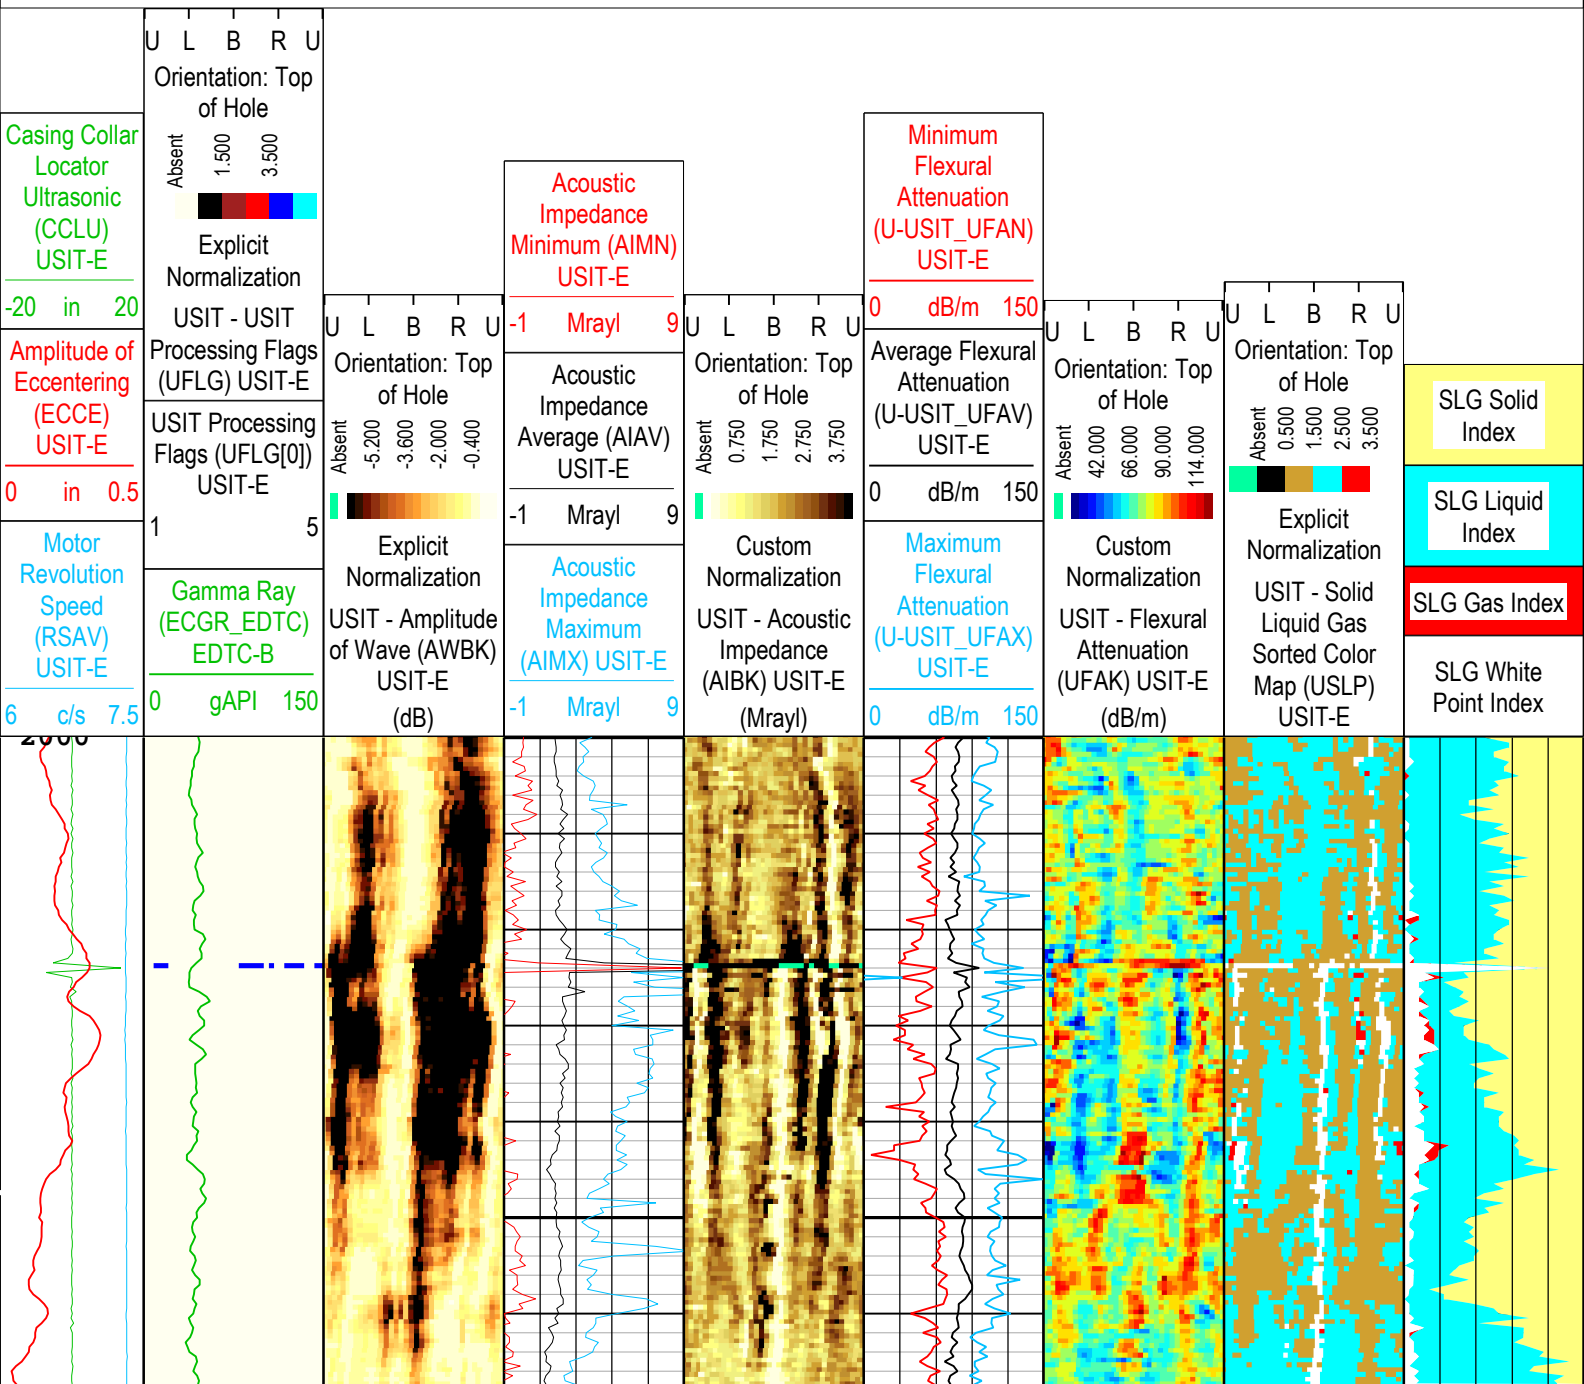 U L B R U
Orientation: Top
of Hole
Absent
1.500
3.500
Explicit
Normalization
USIT - USIT
Processing Flags
(UFLG) USIT-E
USIT Processing
Flags (UFLG[0])
USIT-E
1 5
Gamma Ray
(ECGR_EDTC)
EDTC-B
0 gAPI 150
Casing Collar
Locator
Ultrasonic
(CCLU)
USIT-E
-20 in 20
Amplitude of
Eccentering
(ECCE)
USIT-E
0 in 0.5
Motor
Revolution
Speed
(RSAV)
USIT-E
6 c/s 7.5
U L B R U
Orientation: Top
of Hole
Absent
-5.200
-3.600
-2.000
-0.400
Explicit
Normalization
USIT - Amplitude
of Wave (AWBK)
USIT-E
(dB)
Acoustic
Impedance
Minimum (AIMN)
USIT-E
-1 Mrayl 9
Acoustic
Impedance
Average (AIAV)
USIT-E
-1 Mrayl 9
Acoustic
Impedance
Maximum
(AIMX) USIT-E
-1 Mrayl 9
U L B R U
Orientation: Top
of Hole
Absent
0.750
1.750
2.750
3.750
Custom
Normalization
USIT - Acoustic
Impedance
(AIBK) USIT-E
(Mrayl)
Minimum
Flexural
Attenuation
(U-USIT_UFAN)
USIT-E
0 dB/m 150
Average Flexural
Attenuation
(U-USIT_UFAV)
USIT-E
0 dB/m 150
Maximum
Flexural
Attenuation
(U-USIT_UFAX)
USIT-E
0 dB/m 150
U L B R U
Orientation: Top
of Hole
Absent
42.000
66.000
90.000
114.000
Custom
Normalization
USIT - Flexural
Attenuation
(UFAK) USIT-E
(dB/m)
U L B R U
Orientation: Top
of Hole
Absent
0.500
1.500
2.500
3.500
Explicit
Normalization
USIT - Solid
Liquid Gas
Sorted Color
Map (USLP)
USIT-E
SLG Solid
Index
SLG Liquid
Index
SLG Gas Index
SLG White
Point Index
2000